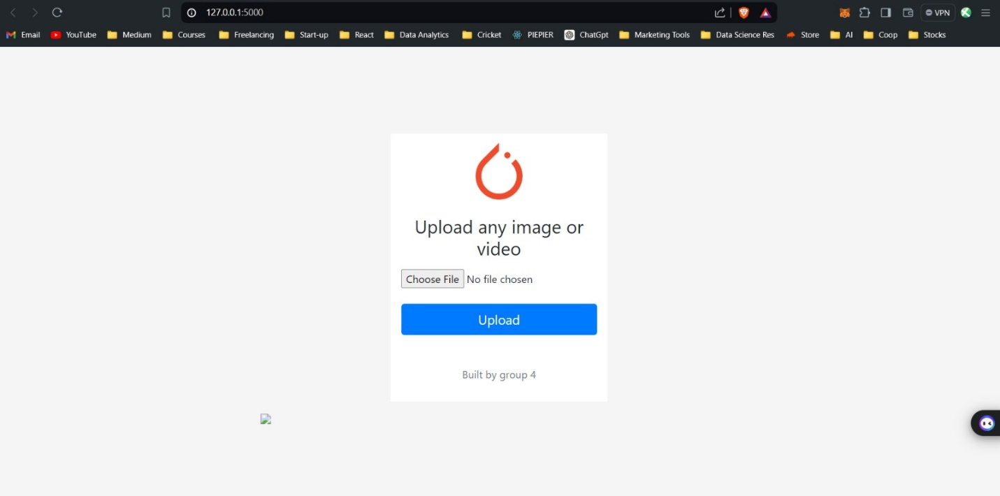 127.0.0.1:5000
VPN
Email YouTube Medium Courses Freelancing Start-up React Data Analytics Cricket PIEPIER ChatGpt Marketing Tools Data Science Res Store AI Coop Stocks
Upload any image or
video
Choose File No file chosen
Upload
Built by group 4